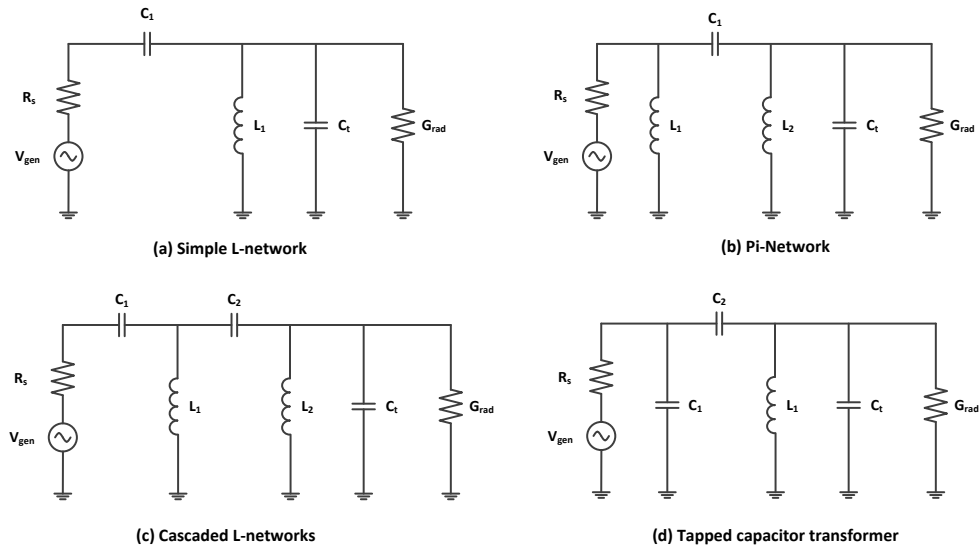 C1
Rs
Vgen
L1
Ct
Grad
(a) Simple L-network
C1
Rs
Vgen
L1
L2
Ct
Grad
(b) Pi-Network
C1
C2
Rs
Vgen
L1
L2
Ct
Grad
(c) Cascaded L-networks
C2
Rs
Vgen
C1
L1
Ct
Grad
(d) Tapped capacitor transformer